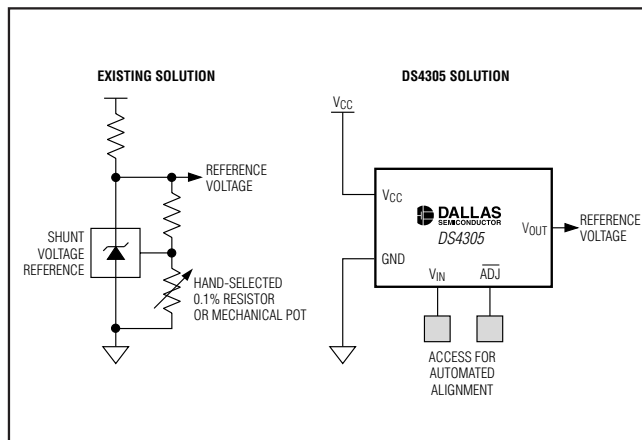 EXISTING SOLUTION
REFERENCE
VOLTAGE
SHUNT
VOLTAGE
REFERENCE
HAND-SELECTED
0.1% RESISTOR
OR MECHANICAL POT
DS4305 SOLUTION
VCC
VCC
DALLAS
SEMICONDUCTOR
DS4305
VOUT
REFERENCE
VOLTAGE
GND
VIN
ADJ
ACCESS FOR
AUTOMATED
ALIGNMENT